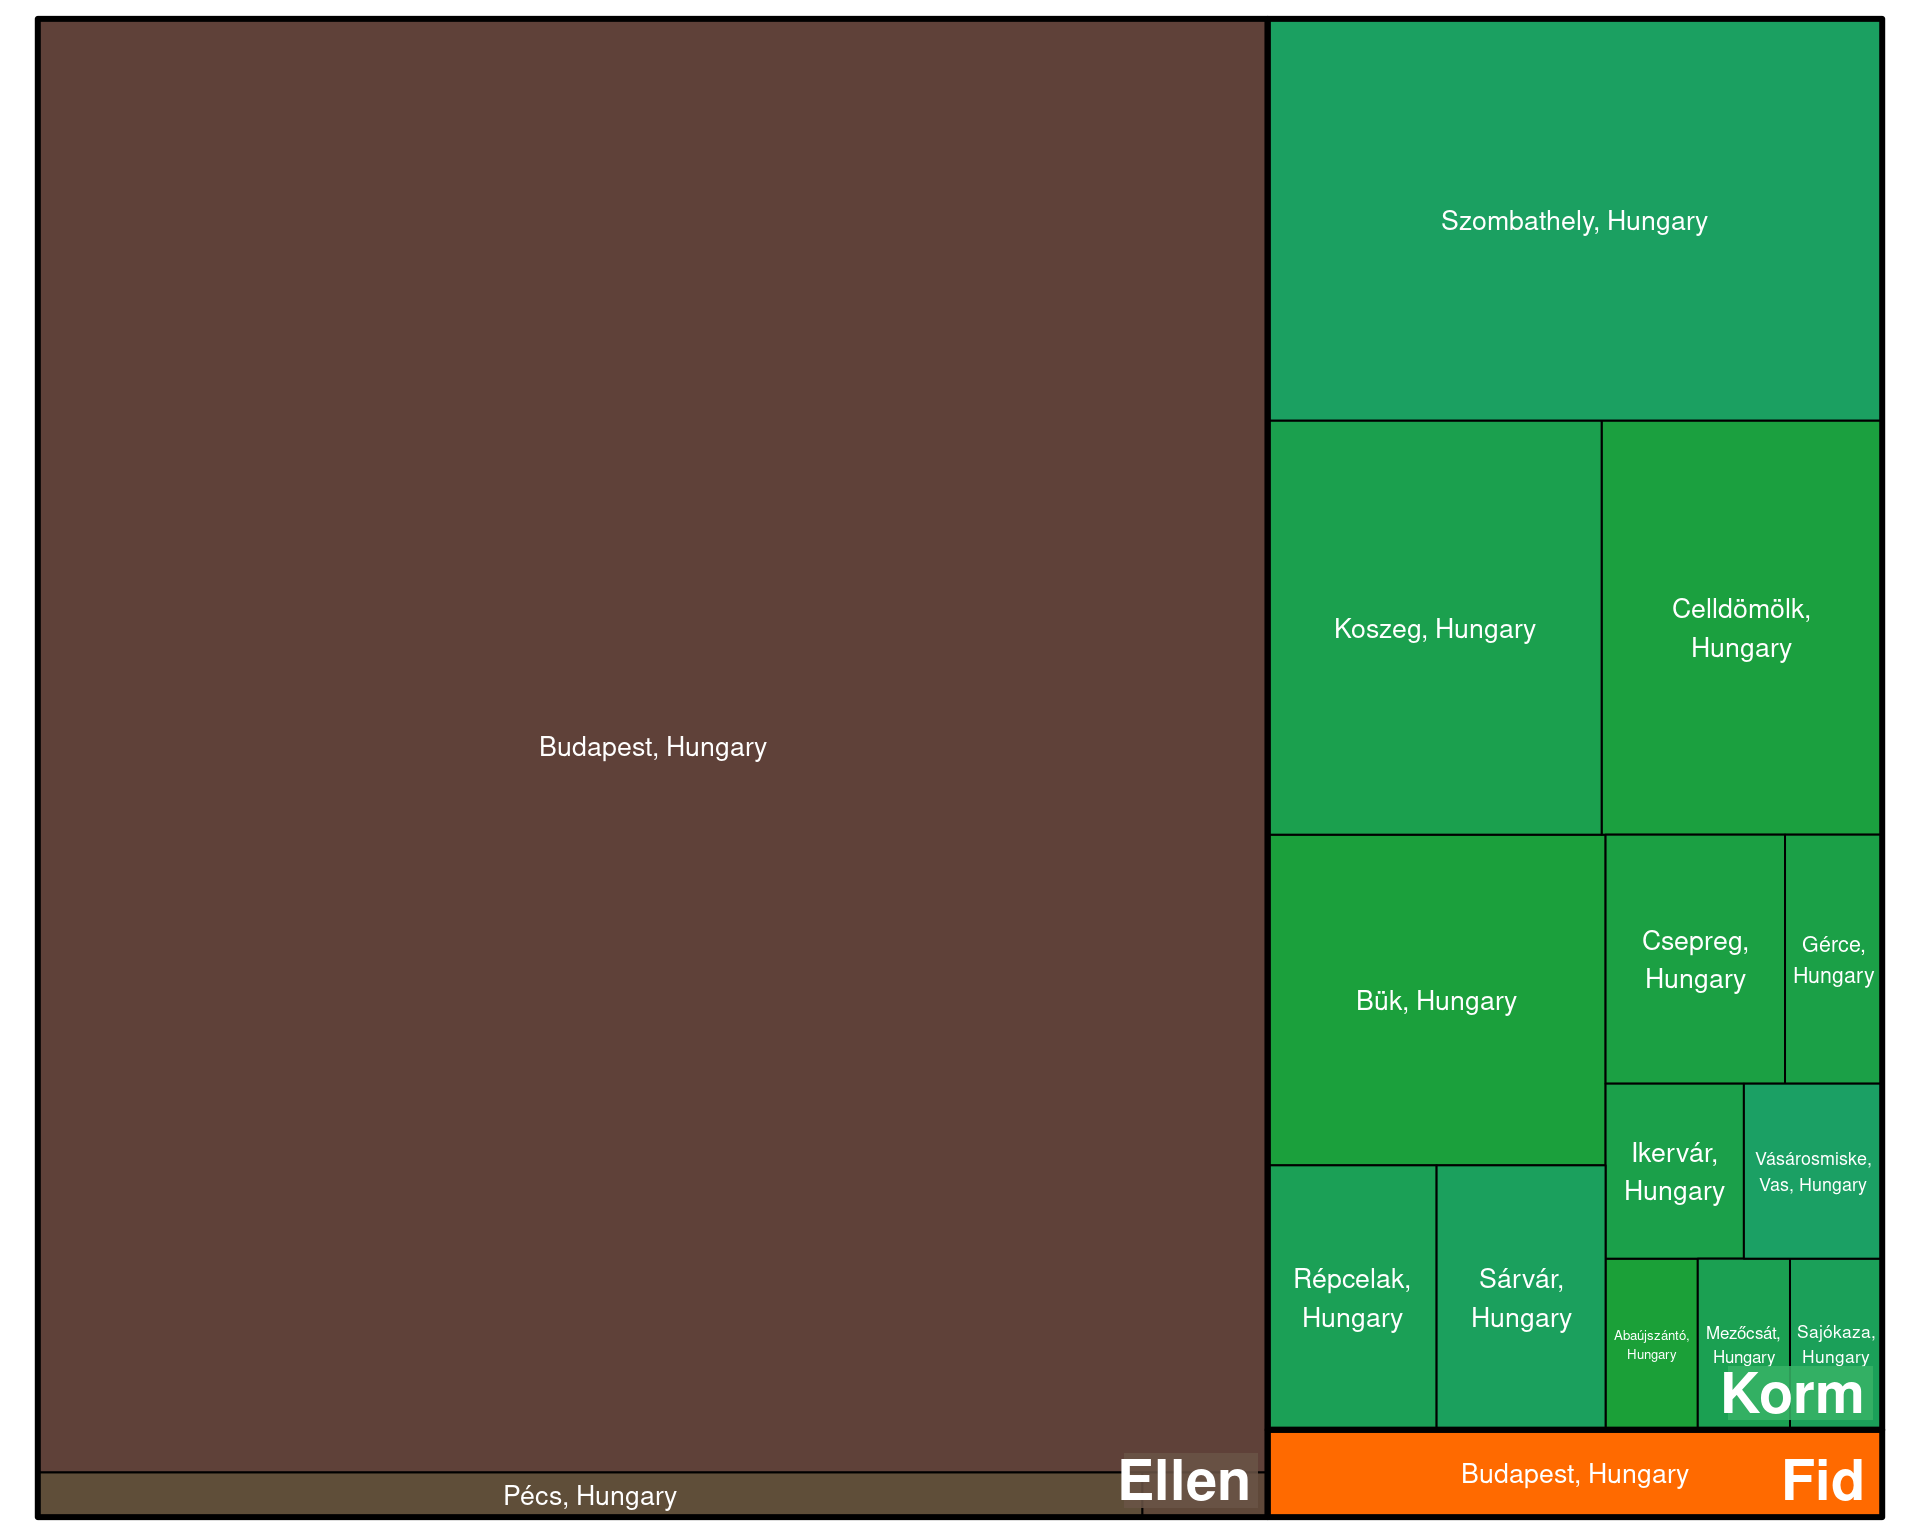 Budapest, Hungary
Pécs, Hungary
Ellen
Szombathely, Hungary
Koszeg, Hungary
Celldömölk,
Hungary
Bük, Hungary
Csepreg,
Hungary
Gérce,
Hungary
Ikervár,
Hungary
Vásárosmiske,
Vas, Hungary
Répcelak,
Hungary
Sárvár,
Hungary
Abaújszántó,
Hungary
Mezőcsát,
Hungary
Sajókaza,
Hungary
Korm
Budapest, Hungary
Fid